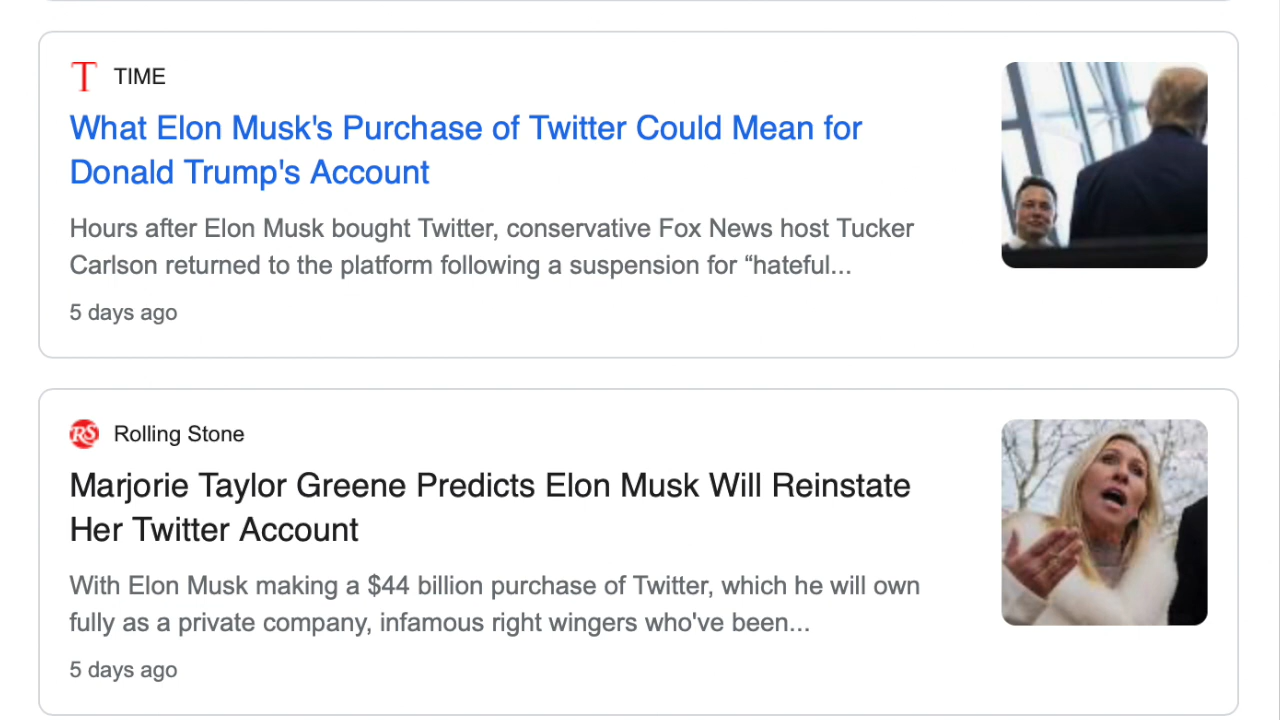 T TIME
What Elon Musk's Purchase of Twitter Could Mean for
Donald Trump's Account
Hours after Elon Musk bought Twitter, conservative Fox News host Tucker
Carlson returned to the platform following a suspension for “hateful...
5 days ago
RS Rolling Stone
Marjorie Taylor Greene Predicts Elon Musk Will Reinstate
Her Twitter Account
With Elon Musk making a $44 billion purchase of Twitter, which he will own
fully as a private company, infamous right wingers who've been...
5 days ago